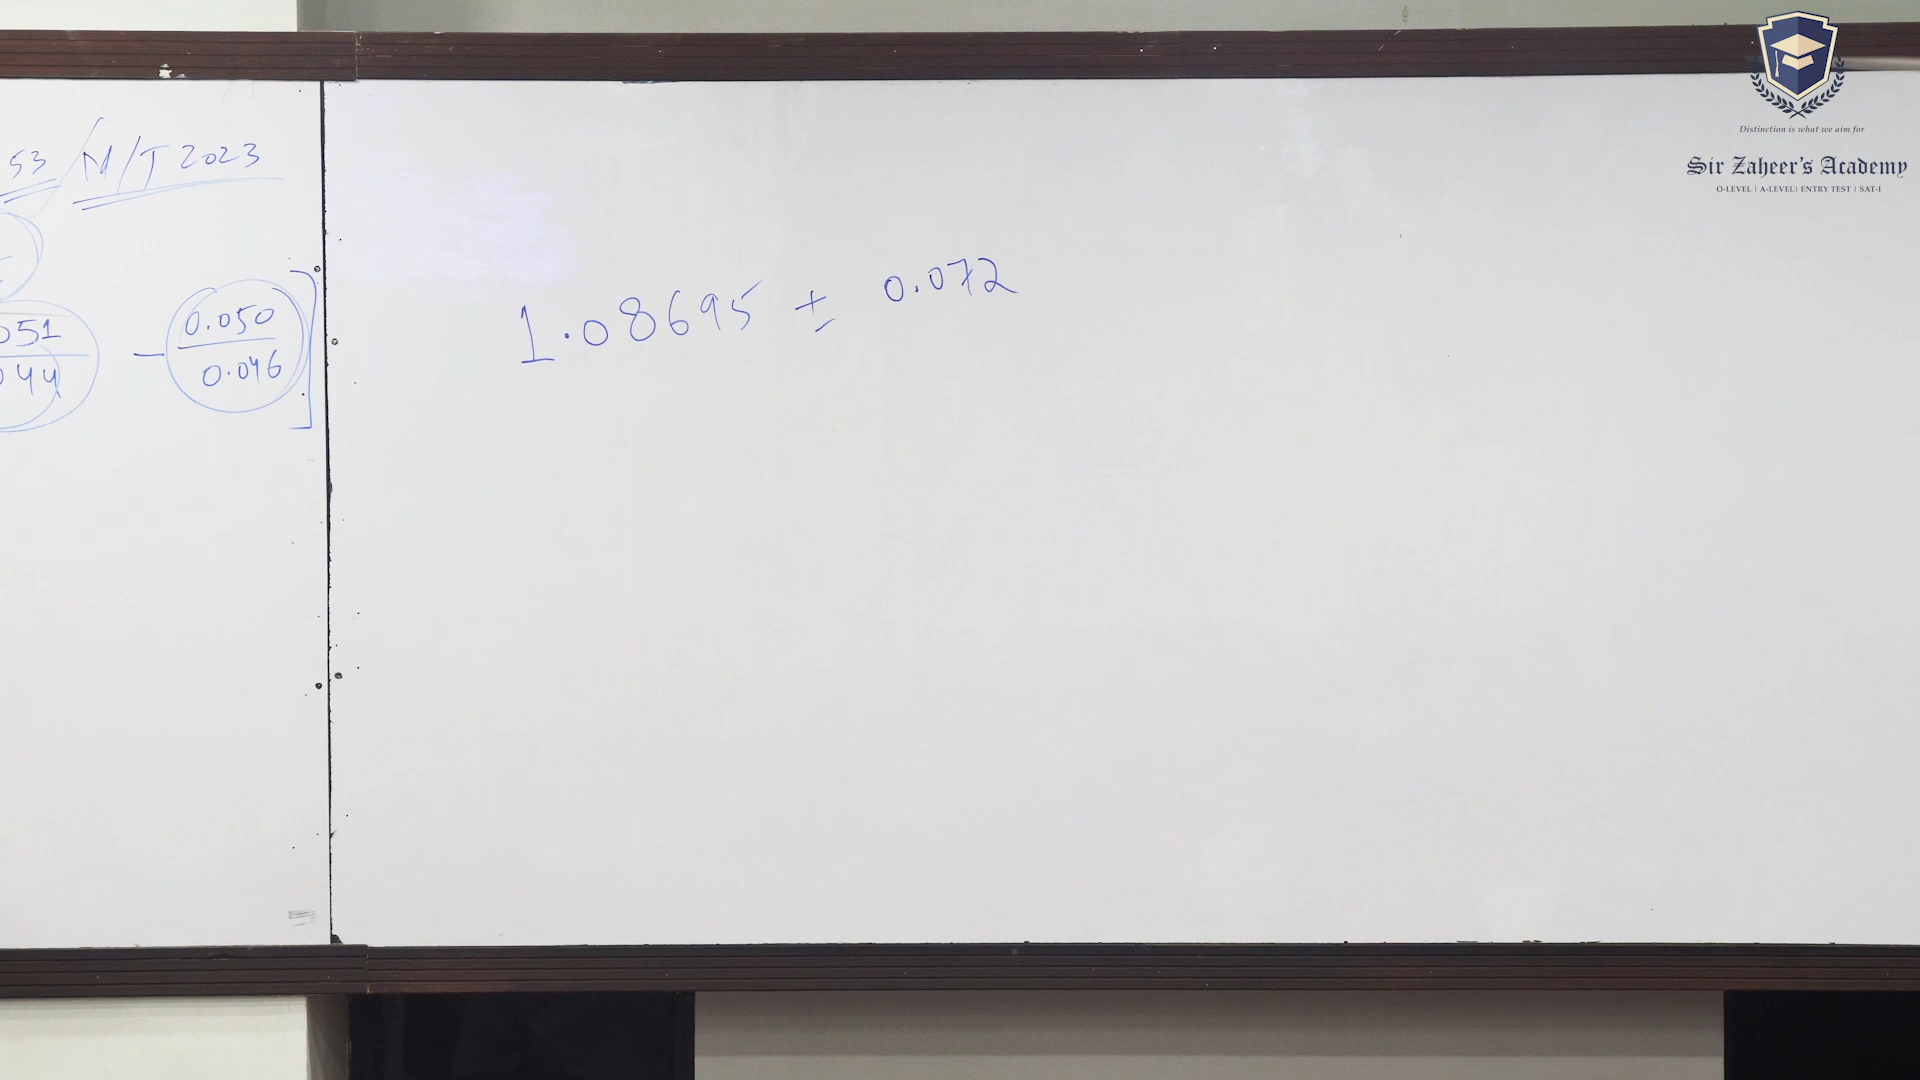 53 / M/J 2023
051
044
- 0.050
0.046
1.08695 ± 0.072
Distinction is what we aim for
Sir Zaheer's Academy
O-LEVEL | A-LEVEL | ENTRY TEST | SAT-I